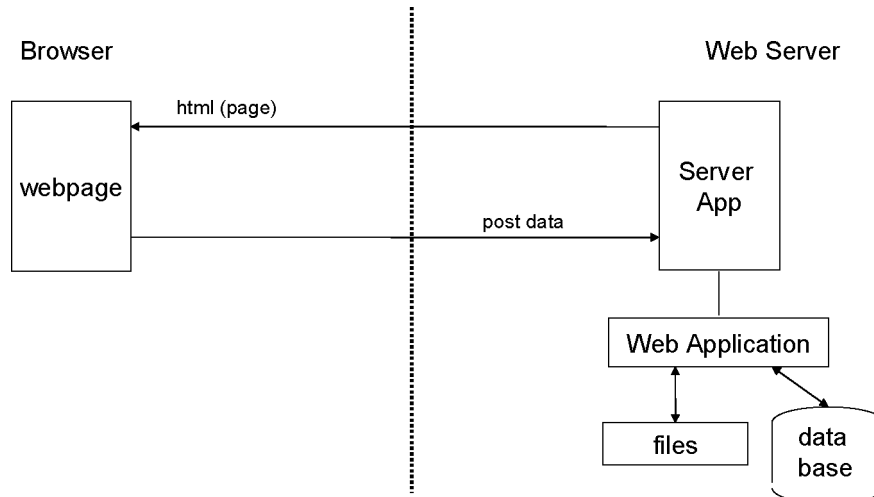 Browser
Web Server
html (page)
webpage
Server
App
post data
Web Application
files
data
base